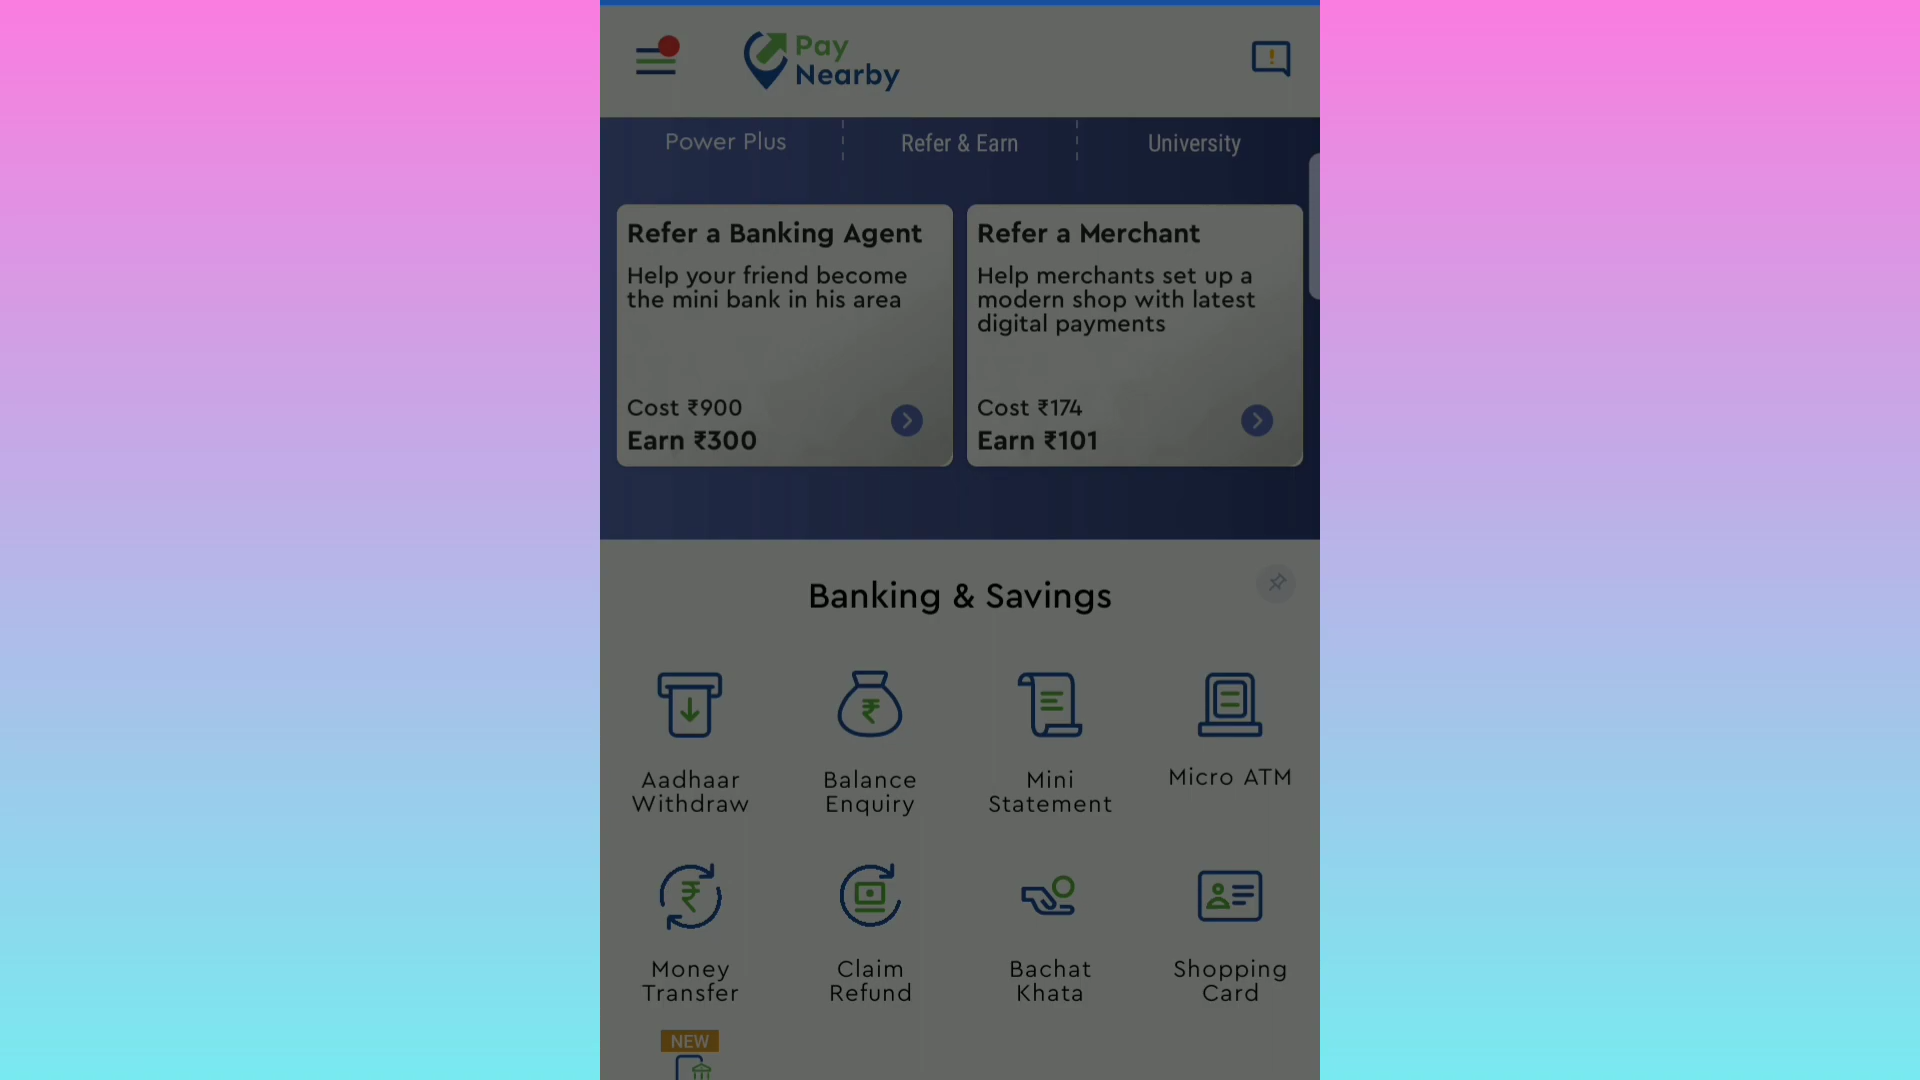 Pay
Nearby
Power Plus
Refer & Earn
University
Refer a Banking Agent
Help your friend become
the mini bank in his area
Cost ₹900
Earn ₹300
Refer a Merchant
Help merchants set up a
modern shop with latest
digital payments
Cost ₹174
Earn ₹101
Banking & Savings
Aadhaar
Withdraw
Balance
Enquiry
Mini
Statement
Micro ATM
Money
Transfer
Claim
Refund
Bachat
Khata
Shopping
Card
NEW